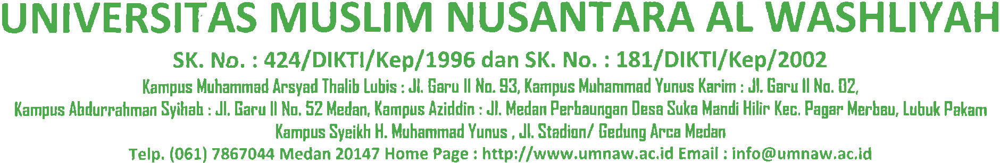 UNIVERSITAS MUSLIM NUSANTARA AL WASHLIYAH
SK. No. : 424/DIKTI/Kep/1996 dan SK. No. : 181/DIKTI/Kep/2002
Kampus Muhammad Arsyad Thalib Lubis : Jl. Garu II No. 93, Kampus Muhammad Yunus Karim : Jl. Garu II No. 02,
Kampus Abdurrahman Syihab : Jl. Garu II No. 52 Medan, Kampus Aziddin : Jl. Medan Perbaungan Desa Suka Mandi Hilir Kec. Pagar Merbau, Lubuk Pakam
Kampus Syeikh H. Muhammad Yunus , Jl. Stadion/ Gedung Arca Medan
Telp. (061) 7867044 Medan 20147 Home Page : http://www.umnaw.ac.id Email : info@umnaw.ac.id